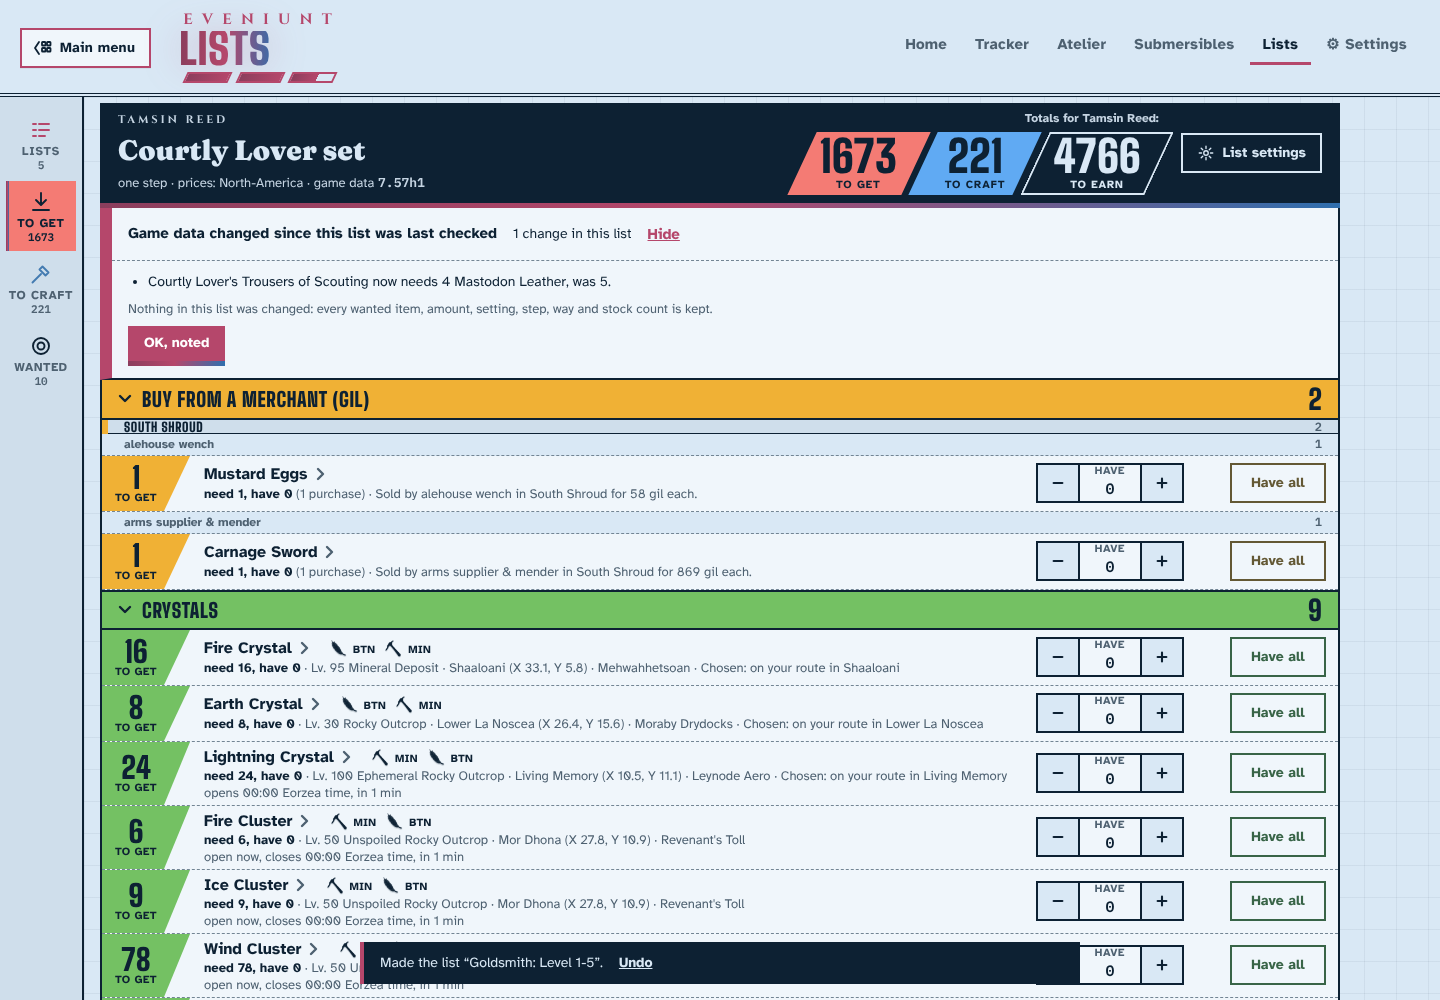 Main menu
EVENIUNT
LISTS
Home
Tracker
Atelier
Submersibles
Lists
Settings
LISTS
5
TO GET
1673
TO CRAFT
221
WANTED
10
TAMSIN REED
Courtly Lover set
one step · prices: North-America · game data 7.57h1
Totals for Tamsin Reed:
1673
TO GET
221
TO CRAFT
4766
TO EARN
List settings
Game data changed since this list was last checked 1 change in this list Hide
• Courtly Lover's Trousers of Scouting now needs 4 Mastodon Leather, was 5.
Nothing in this list was changed: every wanted item, amount, setting, step, way and stock count is kept.
OK, noted
BUY FROM A MERCHANT (GIL) 2
SOUTH SHROUD 2
alehouse wench 1
1
TO GET
Mustard Eggs
need 1, have 0 (1 purchase) · Sold by alehouse wench in South Shroud for 58 gil each.
− HAVE 0 +
Have all
arms supplier & mender 1
1
TO GET
Carnage Sword
need 1, have 0 (1 purchase) · Sold by arms supplier & mender in South Shroud for 869 gil each.
− HAVE 0 +
Have all
CRYSTALS 9
16
TO GET
Fire Crystal BTN MIN
need 16, have 0 · Lv. 95 Mineral Deposit · Shaaloani (X 33.1, Y 5.8) · Mehwahhetsoan · Chosen: on your route in Shaaloani
− HAVE 0 +
Have all
8
TO GET
Earth Crystal BTN MIN
need 8, have 0 · Lv. 30 Rocky Outcrop · Lower La Noscea (X 26.4, Y 15.6) · Moraby Drydocks · Chosen: on your route in Lower La Noscea
− HAVE 0 +
Have all
24
TO GET
Lightning Crystal MIN BTN
need 24, have 0 · Lv. 100 Ephemeral Rocky Outcrop · Living Memory (X 10.5, Y 11.1) · Leynode Aero · Chosen: on your route in Living Memory
opens 00:00 Eorzea time, in 1 min
− HAVE 0 +
Have all
6
TO GET
Fire Cluster MIN BTN
need 6, have 0 · Lv. 50 Unspoiled Rocky Outcrop · Mor Dhona (X 27.8, Y 10.9) · Revenant's Toll
open now, closes 00:00 Eorzea time, in 1 min
− HAVE 0 +
Have all
9
TO GET
Ice Cluster MIN BTN
need 9, have 0 · Lv. 50 Unspoiled Rocky Outcrop · Mor Dhona (X 27.8, Y 10.9) · Revenant's Toll
open now, closes 00:00 Eorzea time, in 1 min
− HAVE 0 +
Have all
78
TO GET
Wind Cluster
need 78, have 0 · Lv. 50
open now, closes 00:00 Eorzea time, in 1 min
HAVE 0 +
Have all
Made the list “Goldsmith: Level 1-5”. Undo